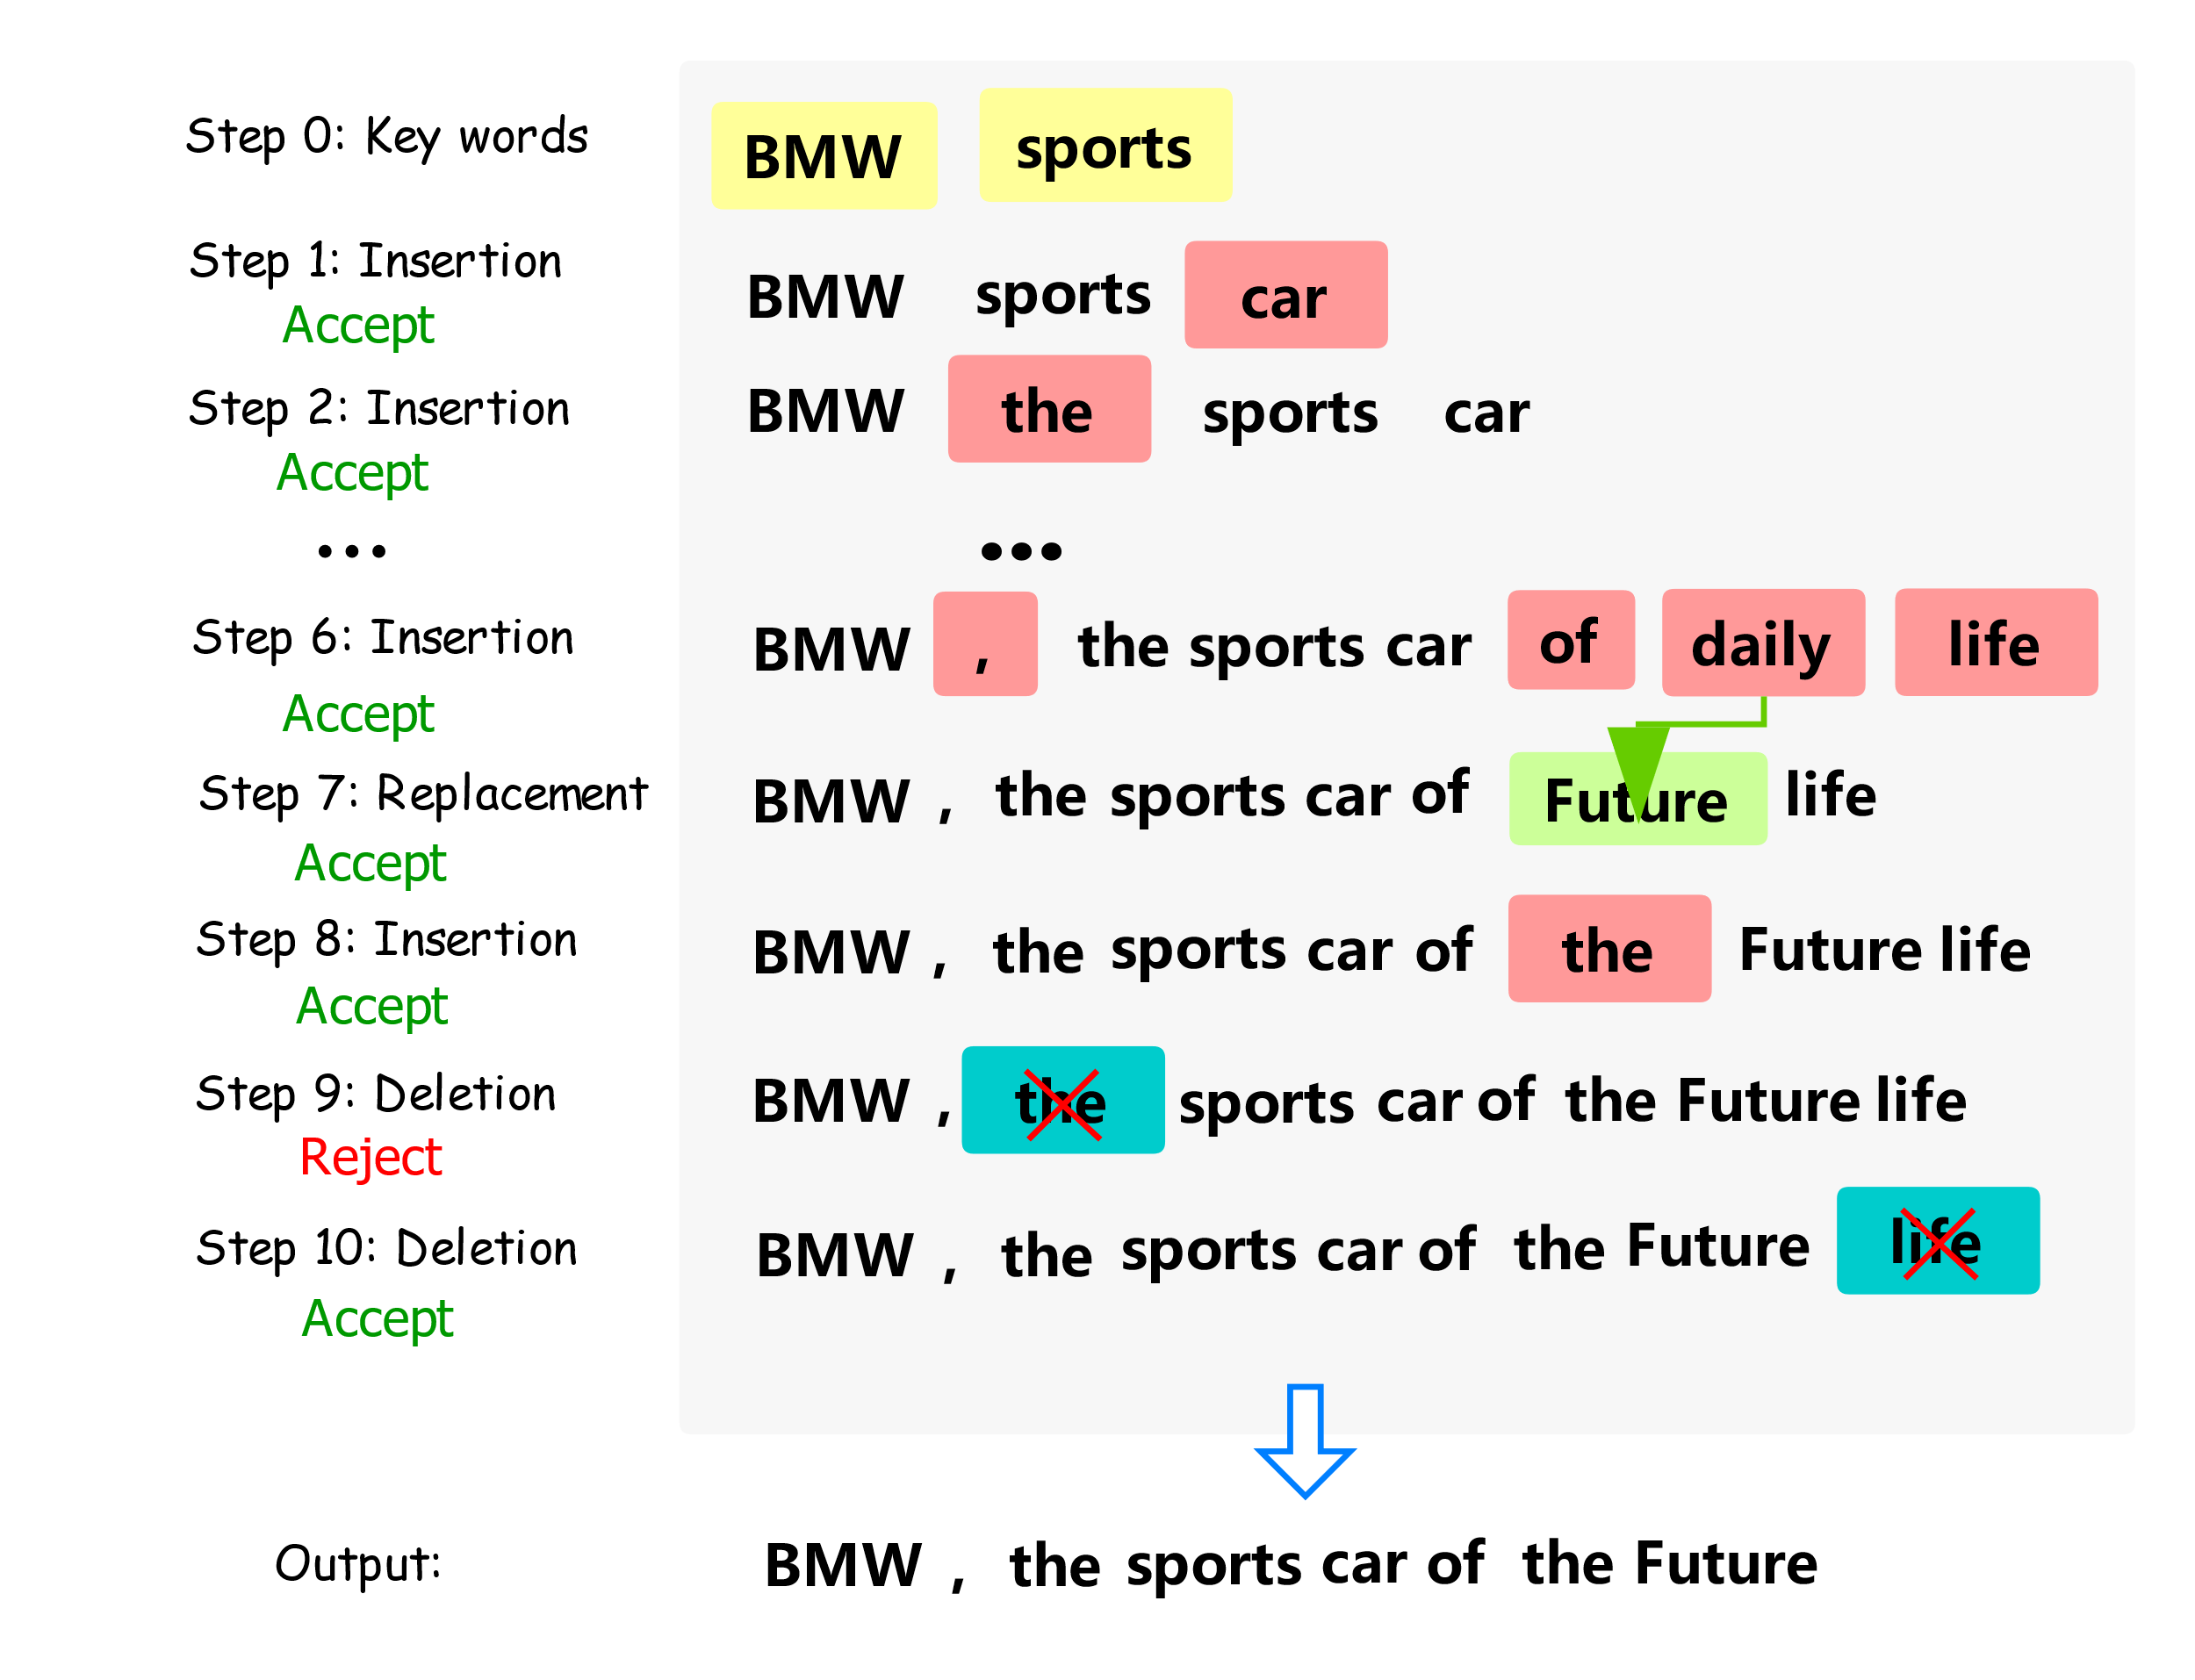 Step 0: Key words BMW sports
Step 1: Insertion BMW sports car
Accept
Step 2: Insertion BMW the sports car
Accept
... ...
Step 6: Insertion BMW , the sports car of daily life
Accept
Step 7: Replacement BMW , the sports car of Future life
Accept
Step 8: Insertion BMW , the sports car of the Future life
Accept
Step 9: Deletion BMW , the sports car of the Future life
Reject
Step 10: Deletion BMW , the sports car of the Future life
Accept
Output: BMW , the sports car of the Future